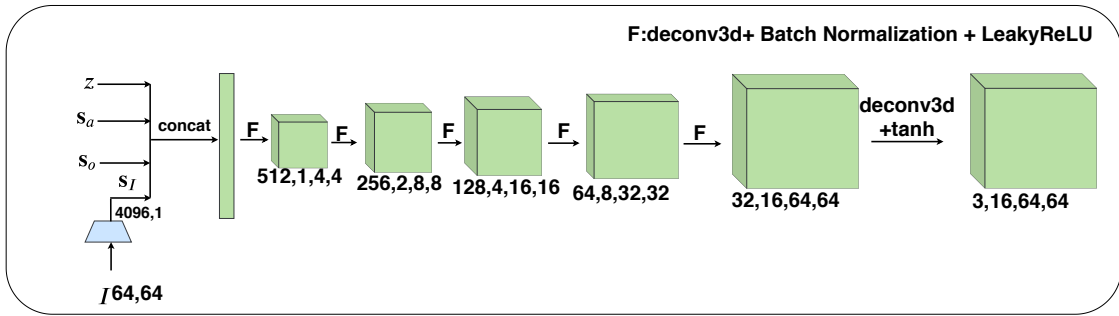 F:deconv3d+ Batch Normalization + LeakyReLU
z
s_a
s_o
s_I
4096,1
I 64,64
concat
F
512,1,4,4
F
256,2,8,8
F
128,4,16,16
F
64,8,32,32
F
32,16,64,64
deconv3d
+tanh
3,16,64,64